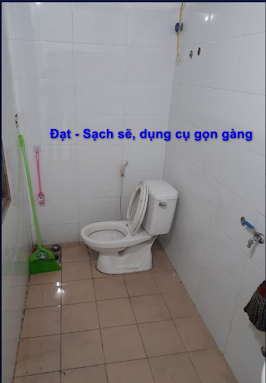 Đạt - Sạch sẽ, dụng cụ gọn gàng